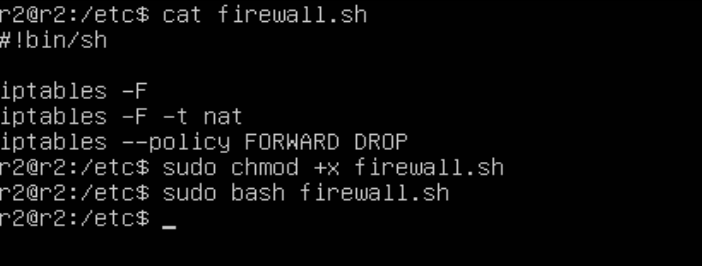 r2@r2:/etc$ cat firewall.sh
#!bin/sh
iptables -F
iptables -F -t nat
iptables --policy FORWARD DROP
r2@r2:/etc$ sudo chmod +x firewall.sh
r2@r2:/etc$ sudo bash firewall.sh
r2@r2:/etc$ _